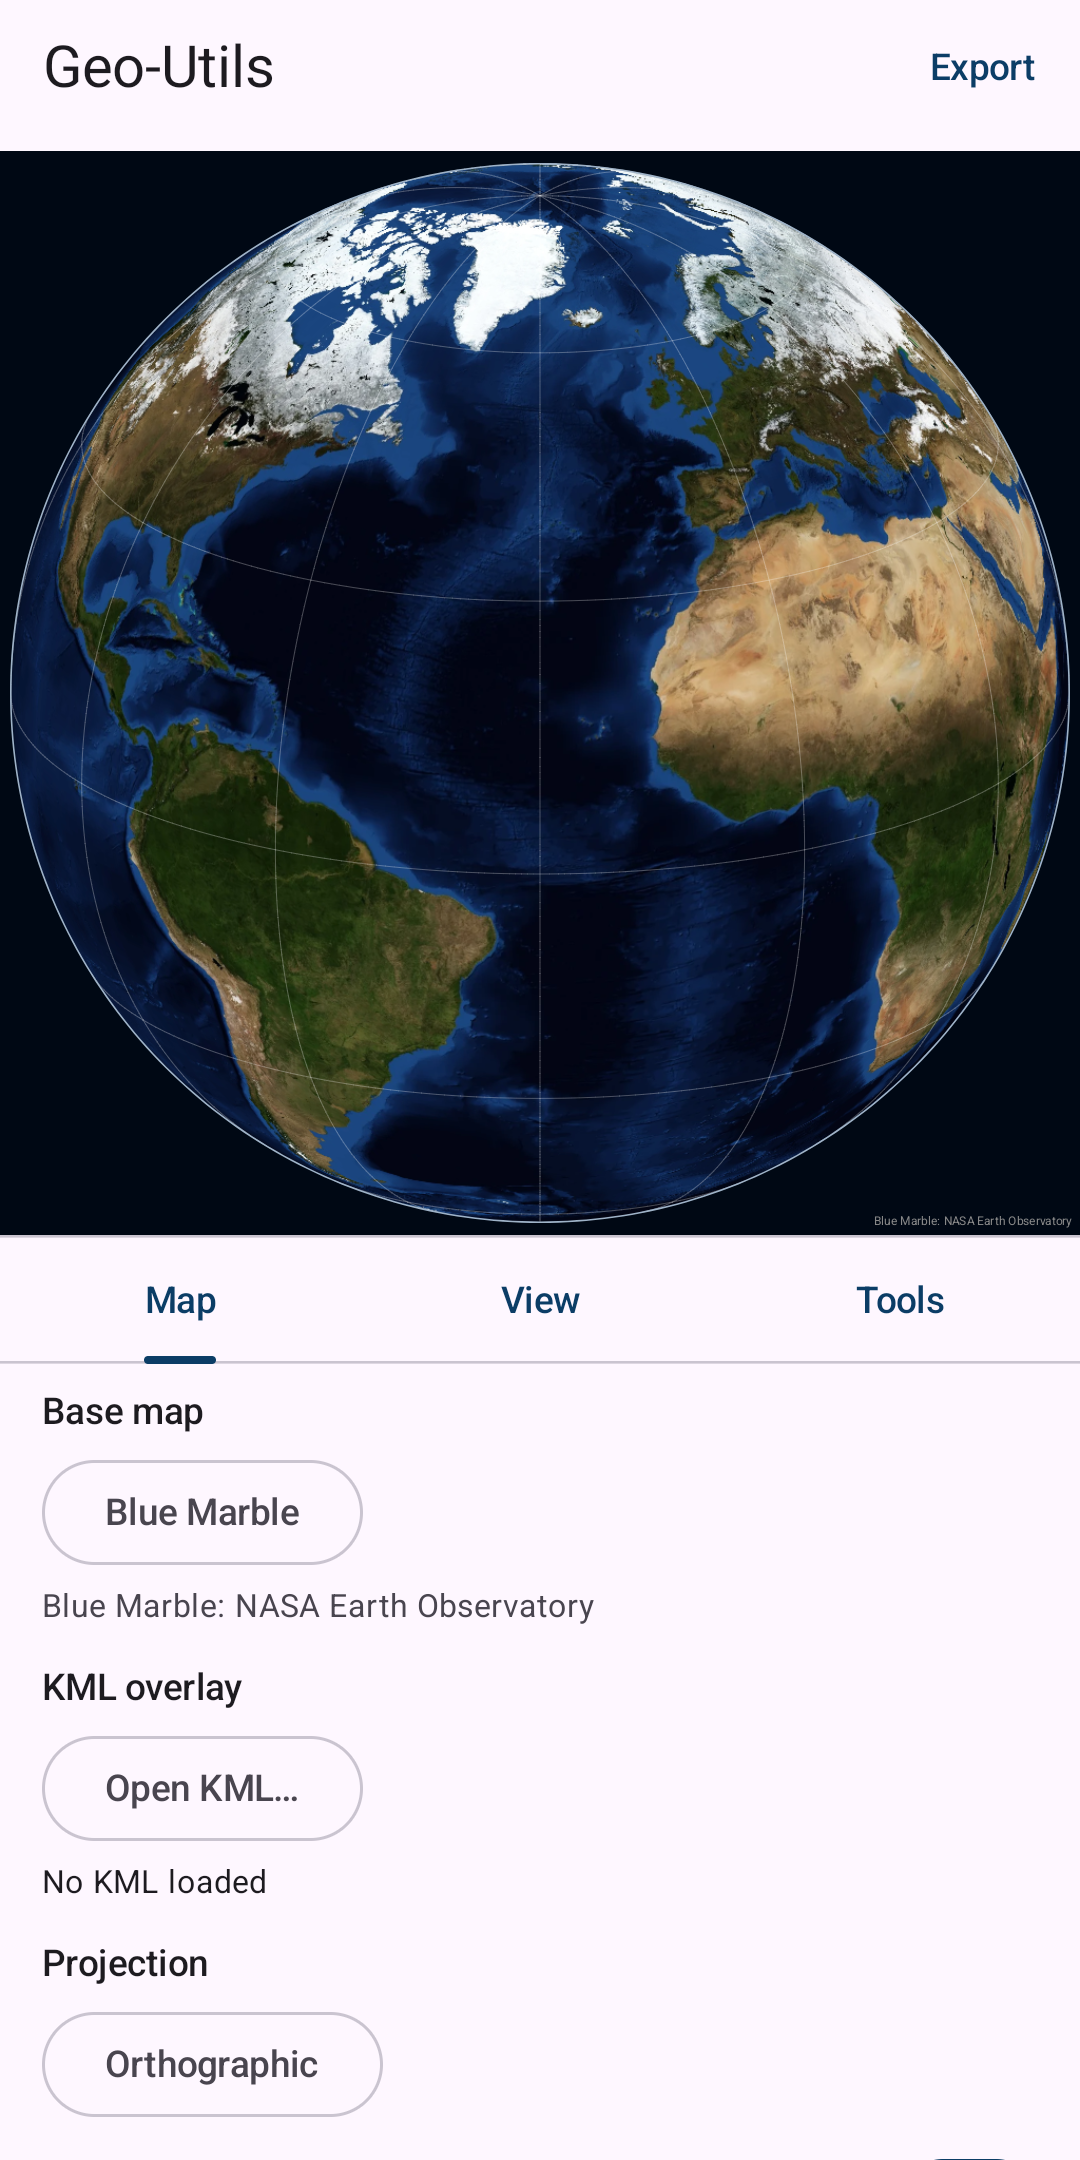 Geo-Utils
Export
Blue Marble: NASA Earth Observatory
Map
View
Tools
Base map
Blue Marble
Blue Marble: NASA Earth Observatory
KML overlay
Open KML...
No KML loaded
Projection
Orthographic